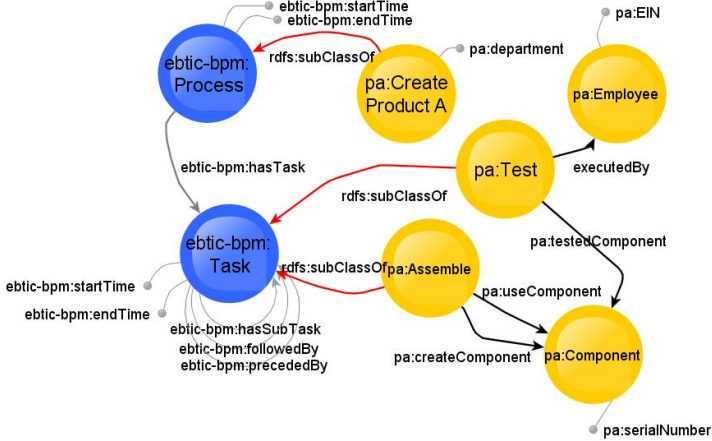 ebtic-bpm:startTime
ebtic-bpm:endTime
pa:EIN
ebtic-bpm:
Process
rdfs:subClassOf
pa:department
pa:Create
Product A
pa:Employee
ebtic-bpm:hasTask
pa:Test
executedBy
rdfs:subClassOf
pa:testedComponent
ebtic-bpm:
Task
rdfs:subClassOf
pa:Assemble
ebtic-bpm:startTime
pa:useComponent
ebtic-bpm:endTime
ebtic-bpm:hasSubTask
ebtic-bpm:followedBy
ebtic-bpm:precededBy
pa:createComponent
pa:Component
pa:serialNumber